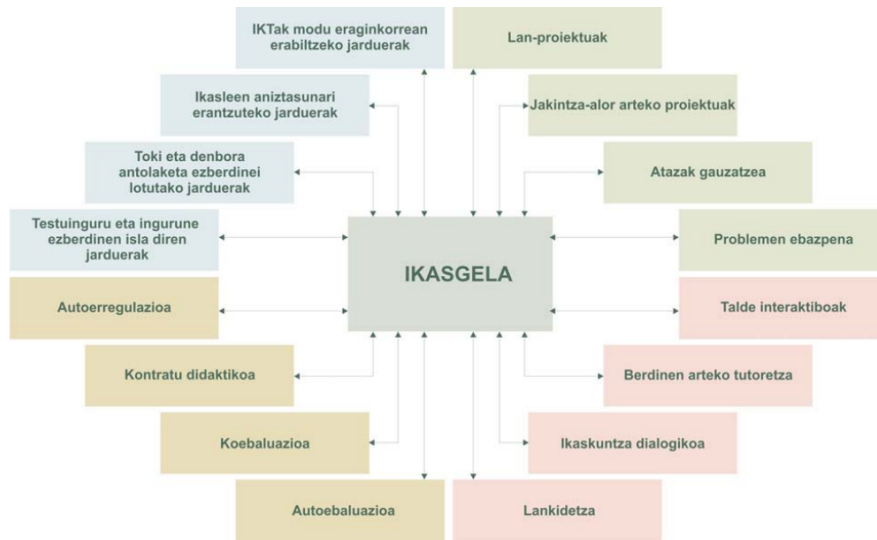 IKTak modu eraginkorrean
erabiltzeko jarduerak
Lan-proiektuak
Ikasleen aniztasunari
erantzuteko jarduerak
Jakintza-alor arteko proiektuak
Toki eta denbora
antolaketa ezberdinei
lotutako jarduerak
Atazak gauzatzea
Testuinguru eta ingurune
ezberdinen isla diren
jarduerak
Problemen ebazpena
IKASGELA
Autoerregulazioa
Talde interaktiboak
Kontratu didaktikoa
Berdinen arteko tutoretza
Koebaluazioa
Ikaskuntza dialogikoa
Autoebaluazioa
Lankidetza